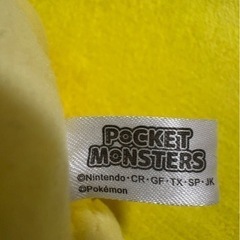 POCKET
MONSTERS
©Nintendo・CR・GF・TX・SP・JK
©Pokémon